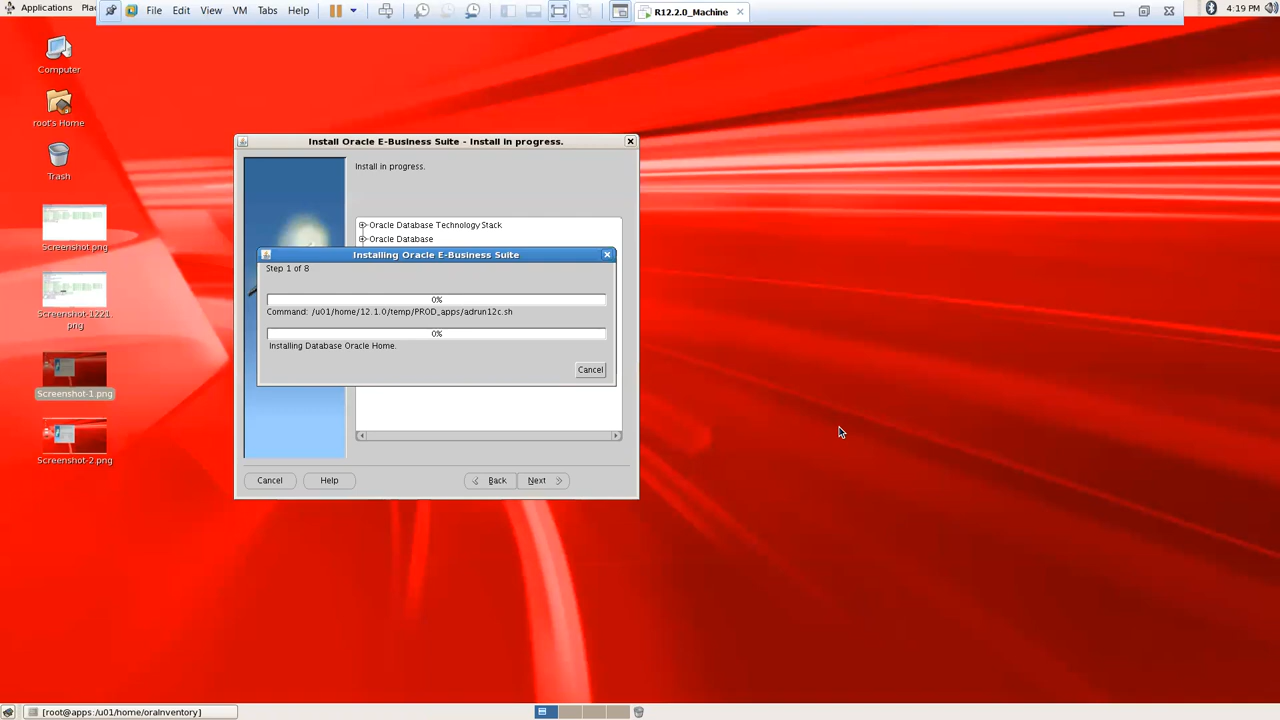 Applications Pla
File Edit View VM Tabs Help
R12.2.0_Machine
4:19 PM
Computer
root's Home
Trash
Screenshot.png
Screenshot-1221.
png
Screenshot-1.png
Screenshot-2.png
Install Oracle E-Business Suite - Install in progress.
Install in progress.
Oracle Database Technology Stack
Oracle Database
Installing Oracle E-Business Suite
Step 1 of 8
0%
Command: /u01/home/12.1.0/temp/PROD_apps/adrun12c.sh
0%
Installing Database Oracle Home.
Cancel
Cancel Help Back Next
[root@apps:/u01/home/oraInventory]